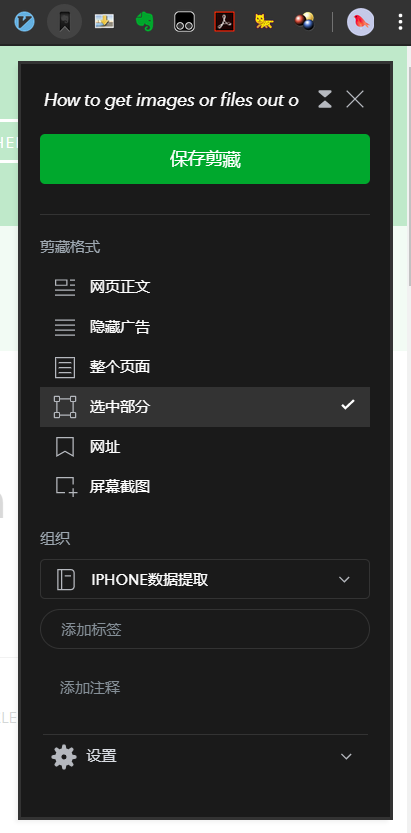 How to get images or files out o
保存剪藏
剪藏格式
网页正文
隐藏广告
整个页面
选中部分
网址
屏幕截图
组织
IPHONE数据提取
添加标签
添加注释
设置